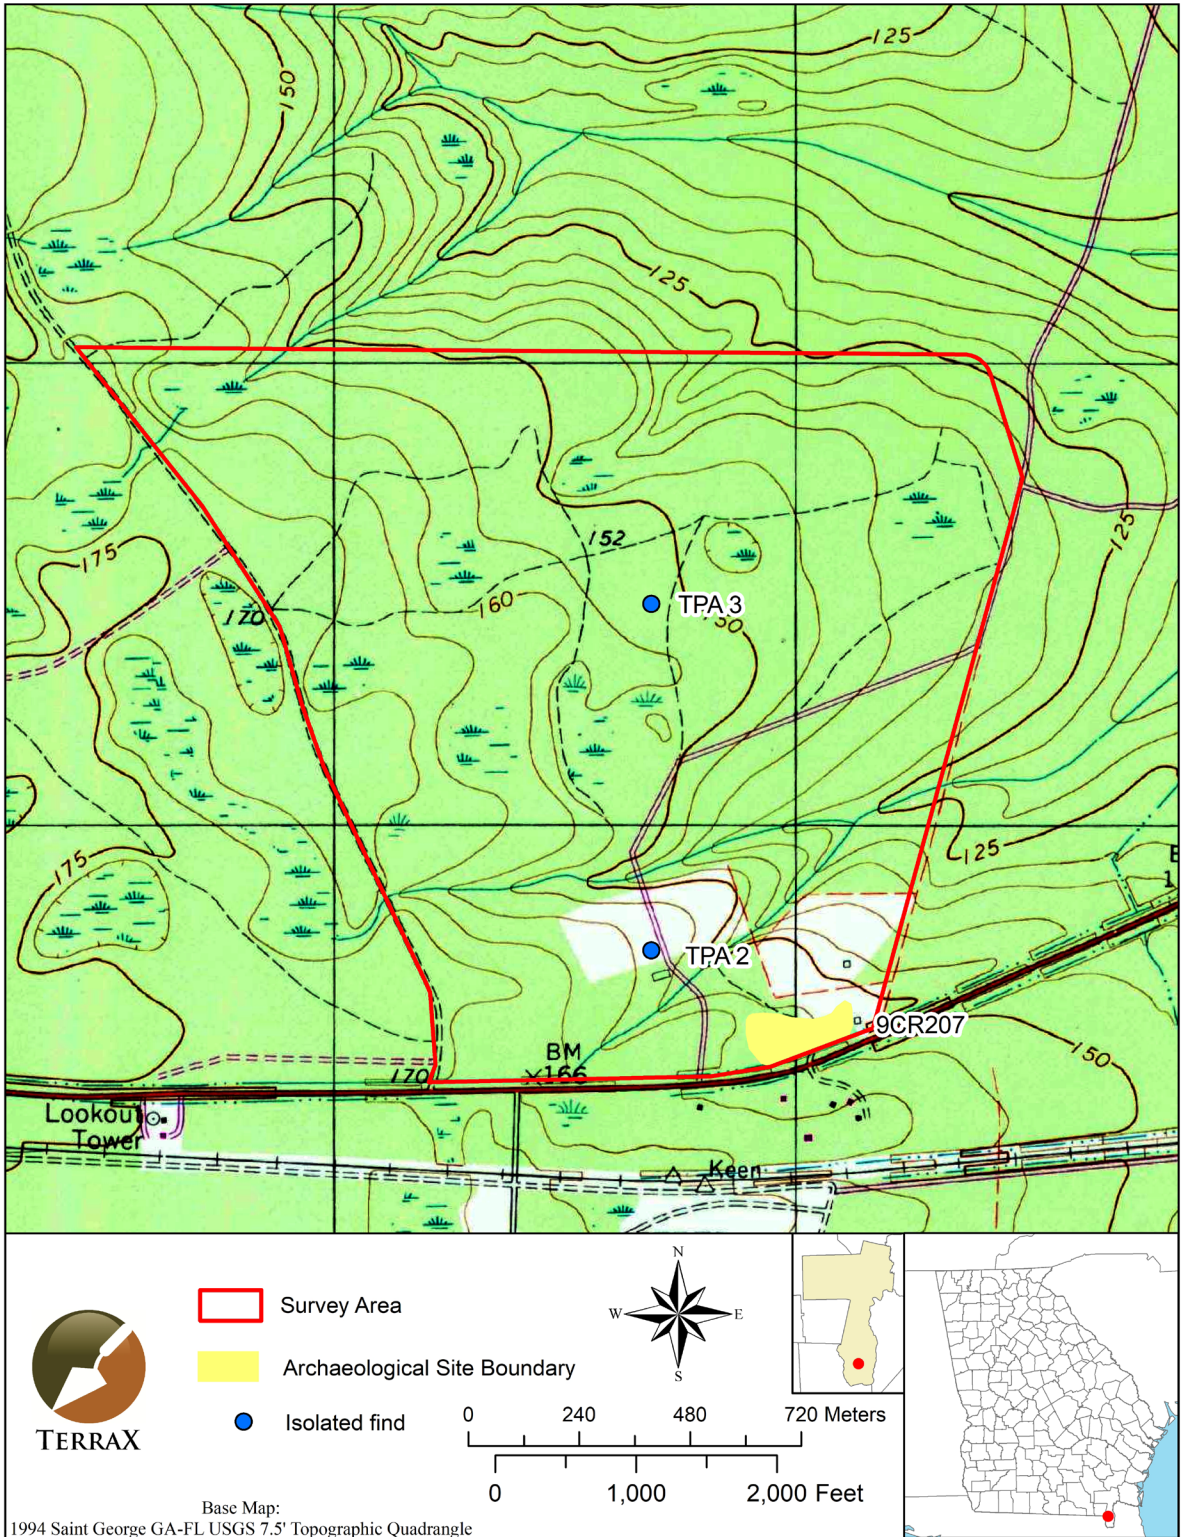 125
150
125
175
152
160
170
TPA 3
150
125
175
125
TPA 2
9CR207
BM
×166
170
150
Lookout
Tower
Keen
Survey Area
Archaeological Site Boundary
Isolated find
TERRAX
N
W
E
S
0 240 480 720 Meters
0 1,000 2,000 Feet
Base Map:
1994 Saint George GA-FL USGS 7.5' Topographic Quadrangle